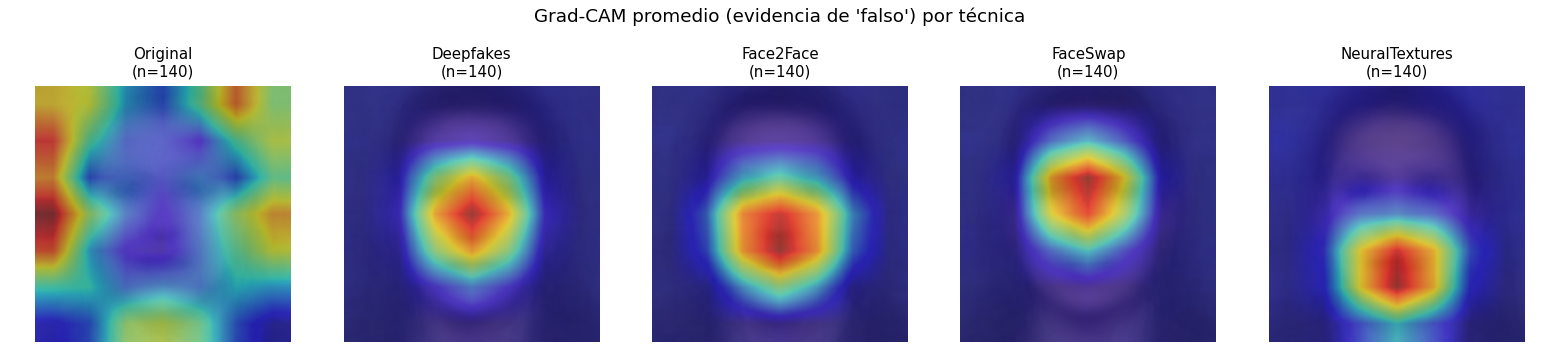 Grad-CAM promedio (evidencia de 'falso') por técnica
Original
(n=140)
Deepfakes
(n=140)
Face2Face
(n=140)
FaceSwap
(n=140)
NeuralTextures
(n=140)